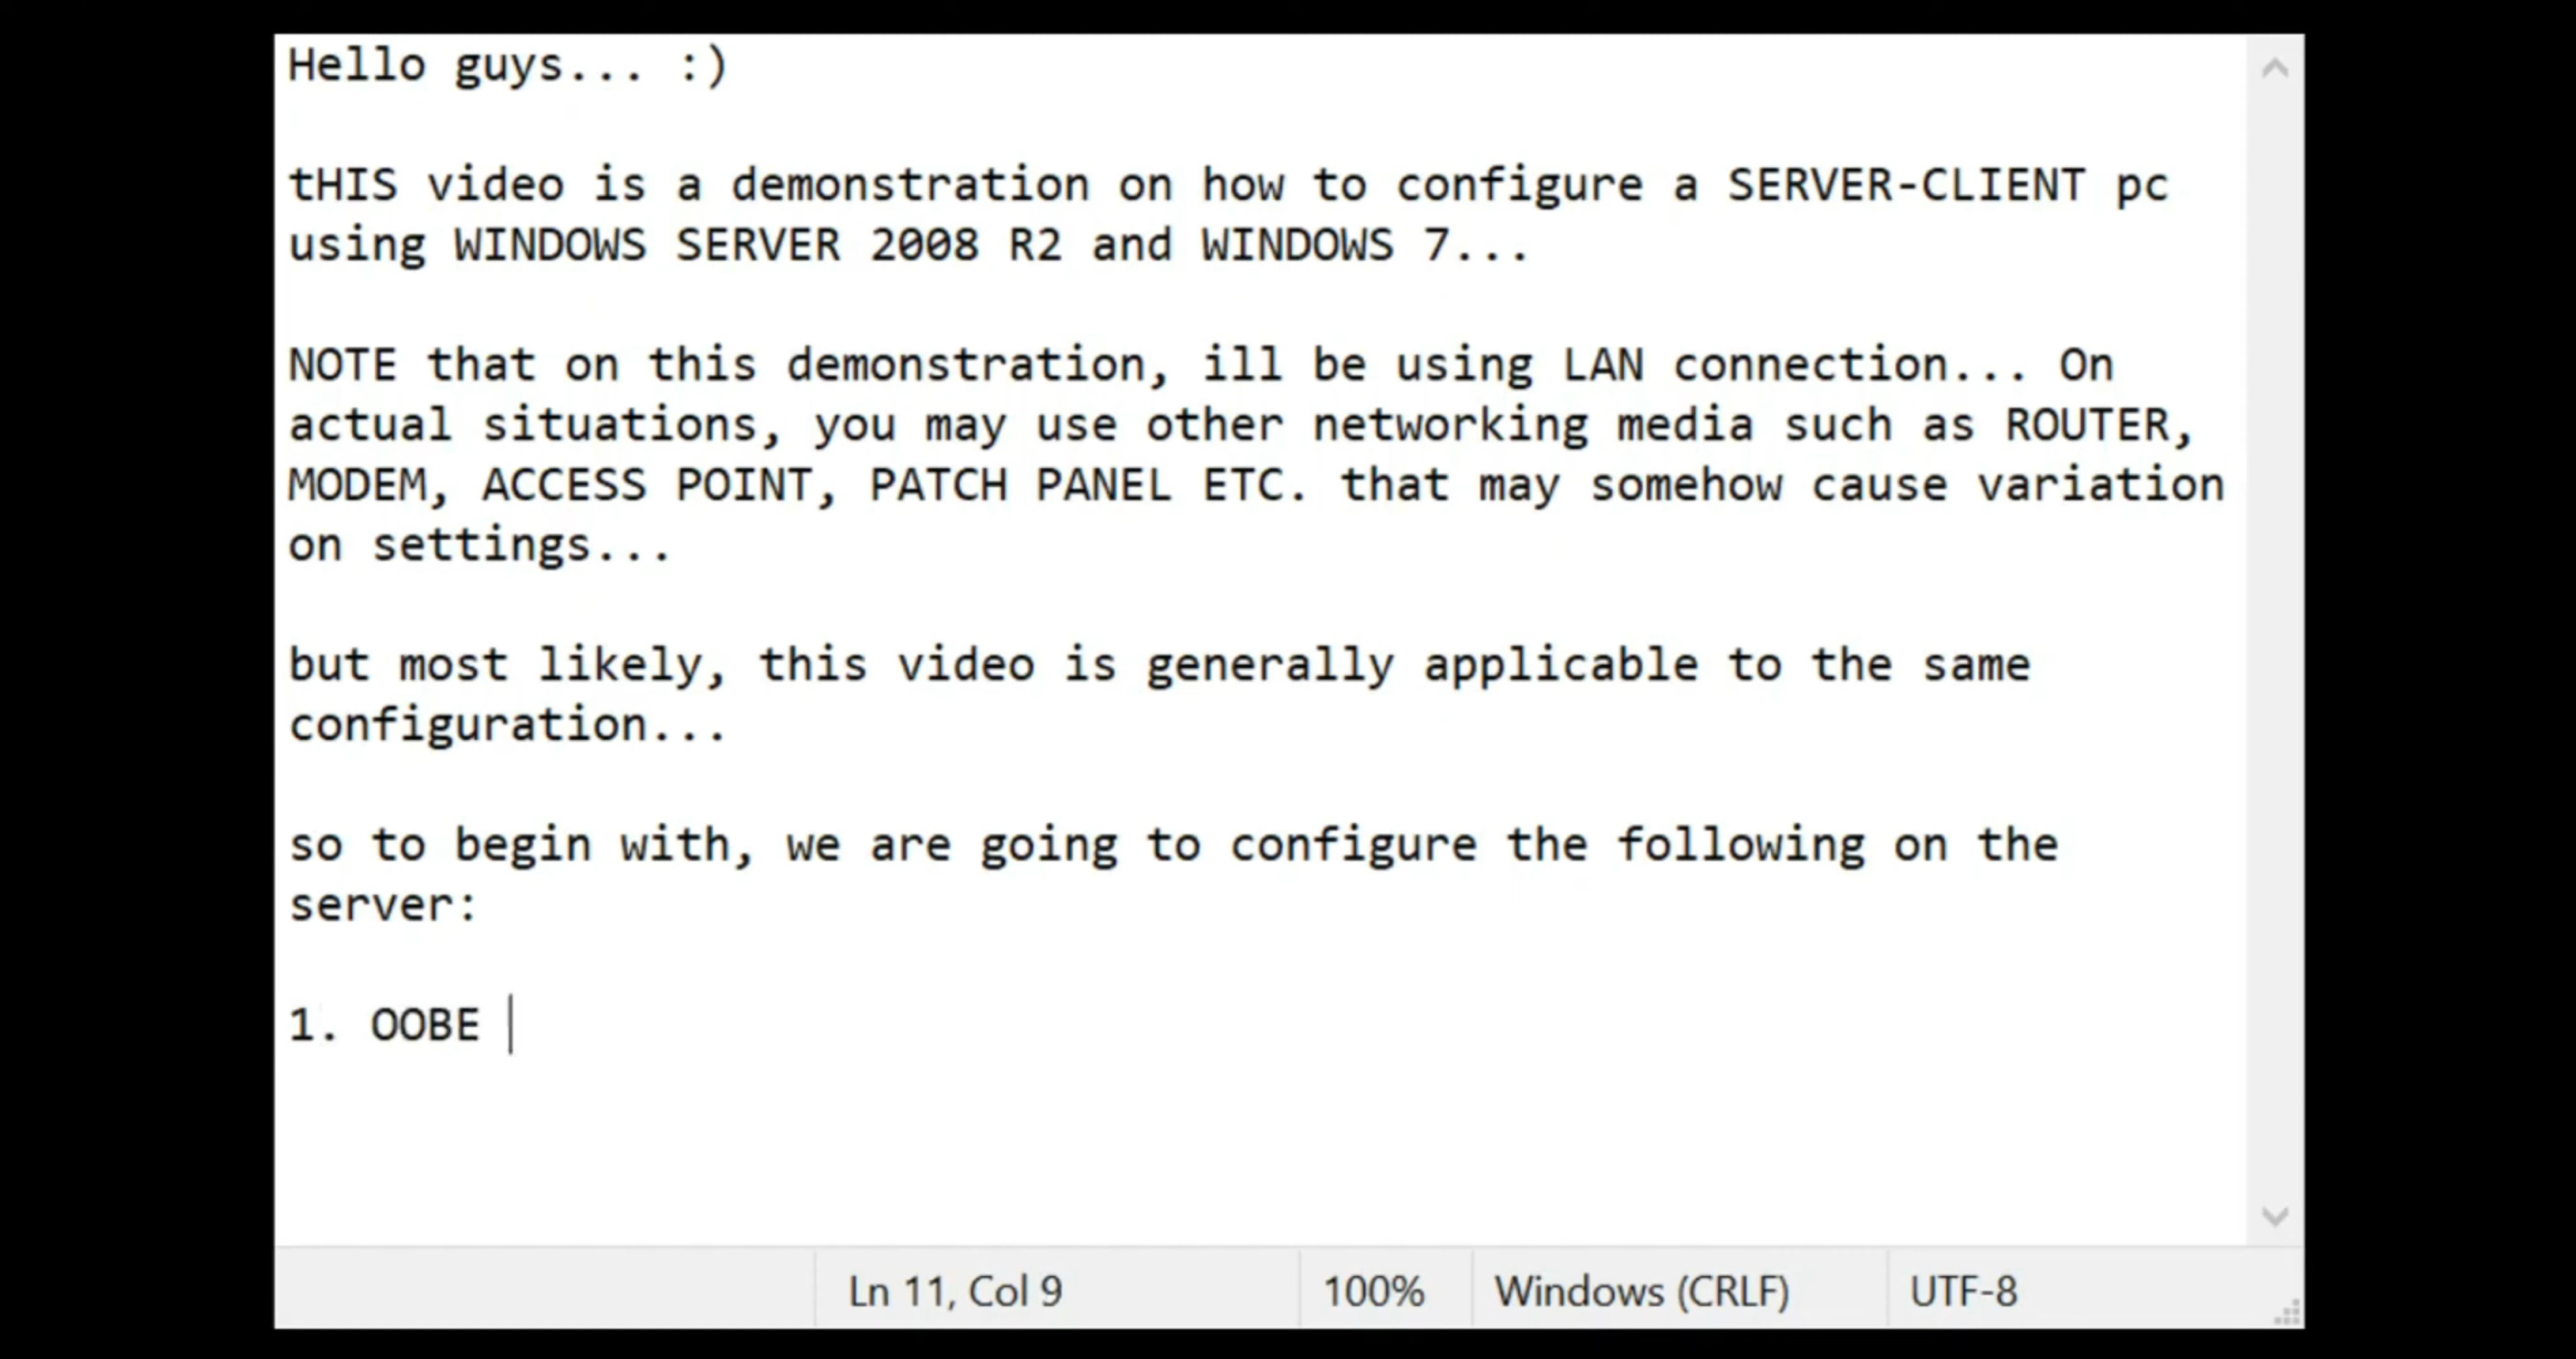 Hello guys... :)
tHIS video is a demonstration on how to configure a SERVER-CLIENT pc
using WINDOWS SERVER 2008 R2 and WINDOWS 7...
NOTE that on this demonstration, ill be using LAN connection... On
actual situations, you may use other networking media such as ROUTER,
MODEM, ACCESS POINT, PATCH PANEL ETC. that may somehow cause variation
on settings...
but most likely, this video is generally applicable to the same
configuration...
so to begin with, we are going to configure the following on the
server:
1. OOBE
Ln 11, Col 9 100% Windows (CRLF) UTF-8